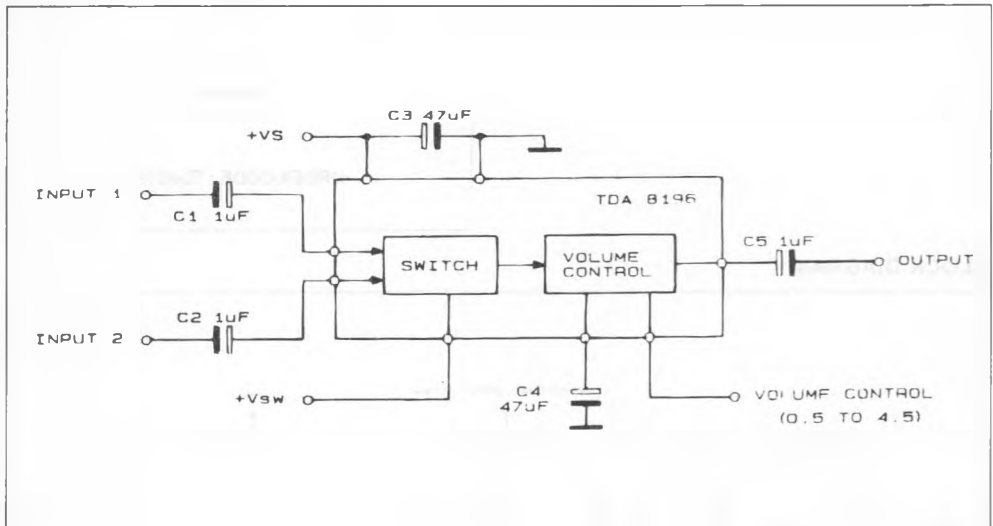 C3 47uF
+VS
INPUT 1
C1 1uF
TDA 8196
SWITCH
VOLUME
CONTROL
C5 1uF
OUTPUT
C2 1uF
INPUT 2
+Vsw
C4
47uF
VOLUME CONTROL
(0.5 TO 4.5)